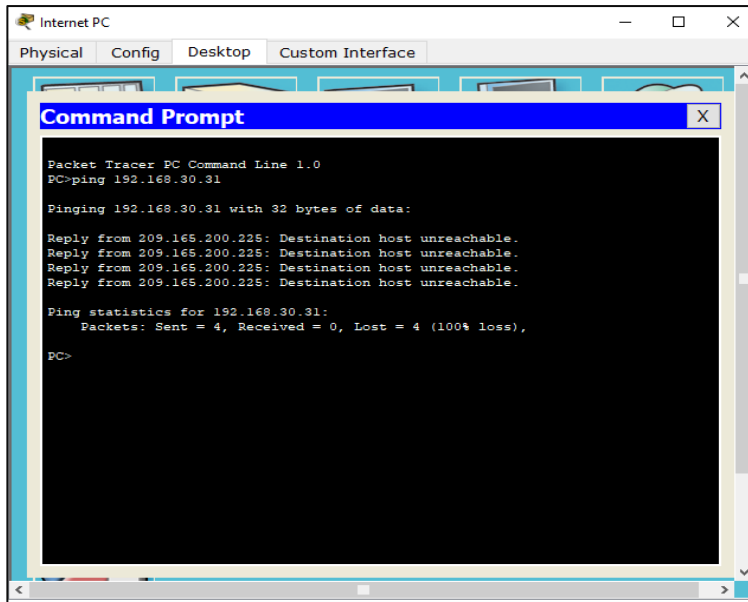 Internet PC
Physical Config Desktop Custom Interface
Command Prompt
X
Packet Tracer PC Command Line 1.0
PC>ping 192.168.30.31
Pinging 192.168.30.31 with 32 bytes of data:
Reply from 209.165.200.225: Destination host unreachable.
Reply from 209.165.200.225: Destination host unreachable.
Reply from 209.165.200.225: Destination host unreachable.
Reply from 209.165.200.225: Destination host unreachable.
Ping statistics for 192.168.30.31:
Packets: Sent = 4, Received = 0, Lost = 4 (100% loss),
PC>